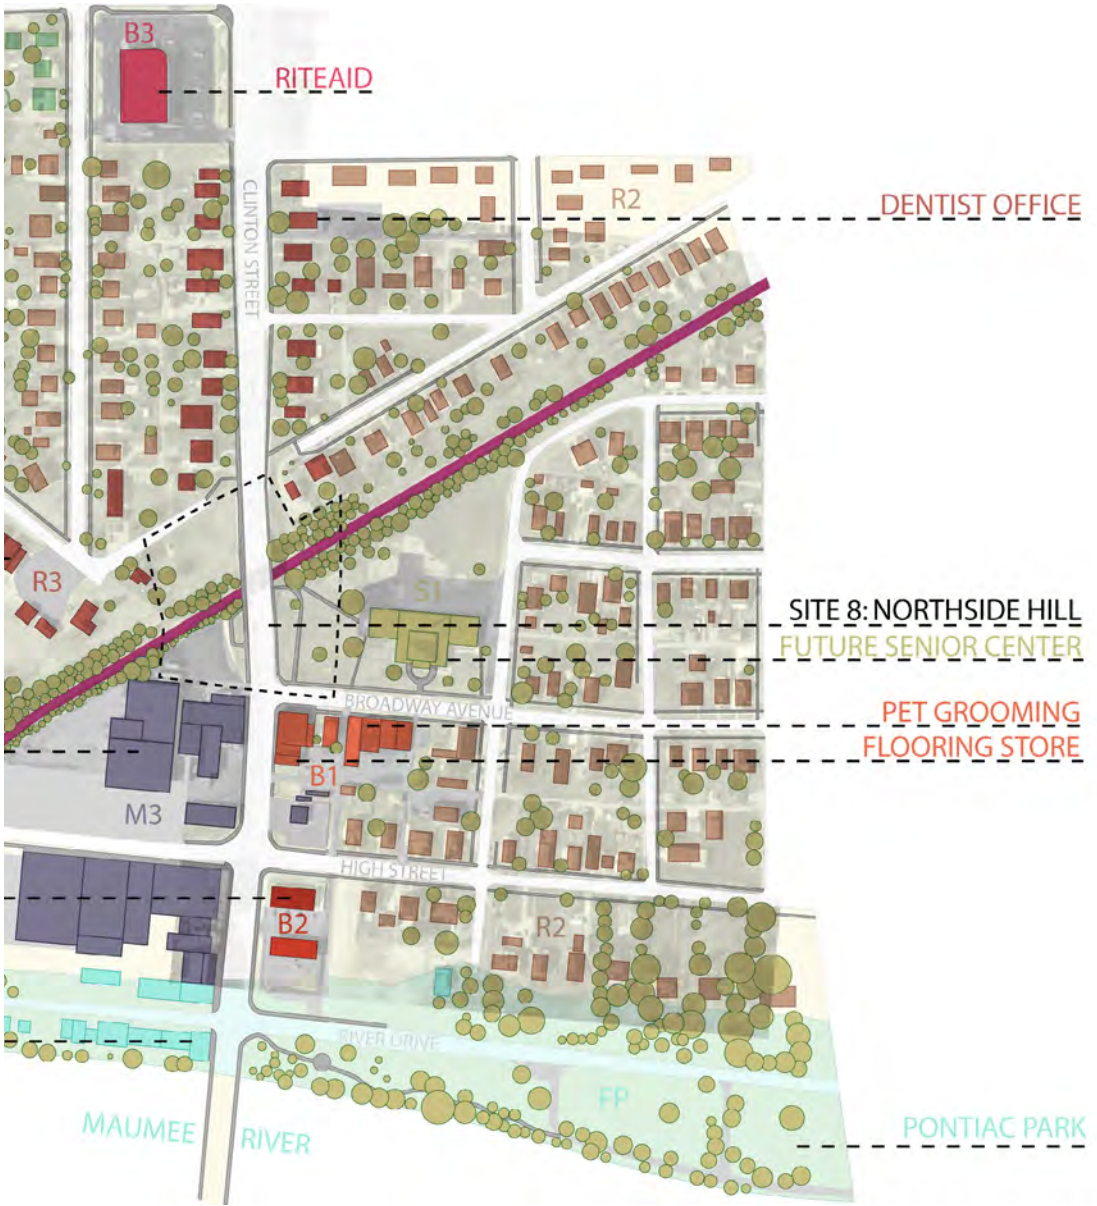 B3
RITEAID
CLINTON STREET
R2
DENTIST OFFICE
R3
S1
SITE 8: NORTHSIDE HILL
FUTURE SENIOR CENTER
BROADWAY AVENUE
PET GROOMING
FLOORING STORE
B1
M3
HIGH STREET
B2
R2
RIVER DRIVE
FP
MAUMEE RIVER
PONTIAC PARK